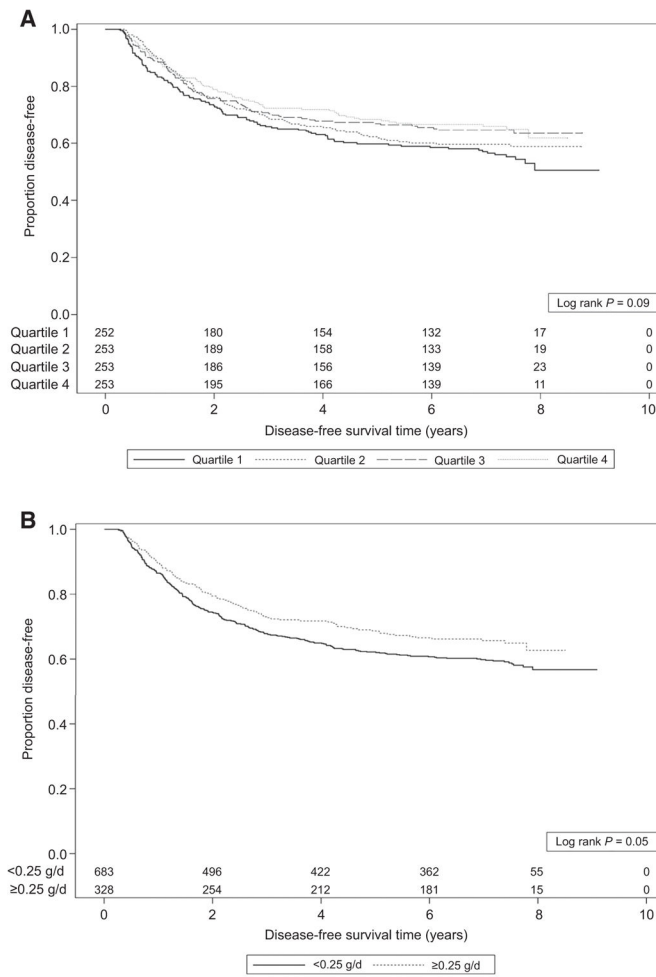 A
1.0
0.8
0.6
0.4
0.2
0.0
Proportion disease-free
Log rank P = 0.09
Quartile 1 252 180 154 132 17 0
Quartile 2 253 189 158 133 19 0
Quartile 3 253 186 156 139 23 0
Quartile 4 253 195 166 139 11 0
0 2 4 6 8 10
Disease-free survival time (years)
Quartile 1 Quartile 2 Quartile 3 Quartile 4
B
1.0
0.8
0.6
0.4
0.2
0.0
Proportion disease-free
Log rank P = 0.05
<0.25 g/d 683 496 422 362 55 0
≥0.25 g/d 328 254 212 181 15 0
0 2 4 6 8 10
Disease-free survival time (years)
<0.25 g/d ≥0.25 g/d